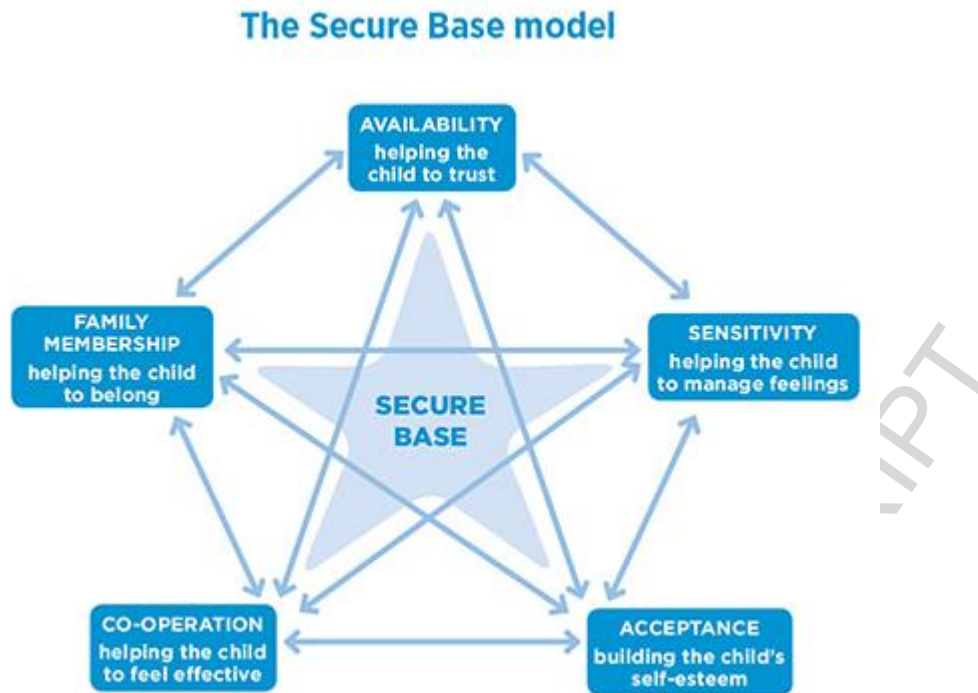 The Secure Base model
AVAILABILITY
helping the
child to trust
FAMILY
MEMBERSHIP
helping the child
to belong
SENSITIVITY
helping the child
to manage feelings
SECURE
BASE
CO-OPERATION
helping the child
to feel effective
ACCEPTANCE
building the child's
self-esteem